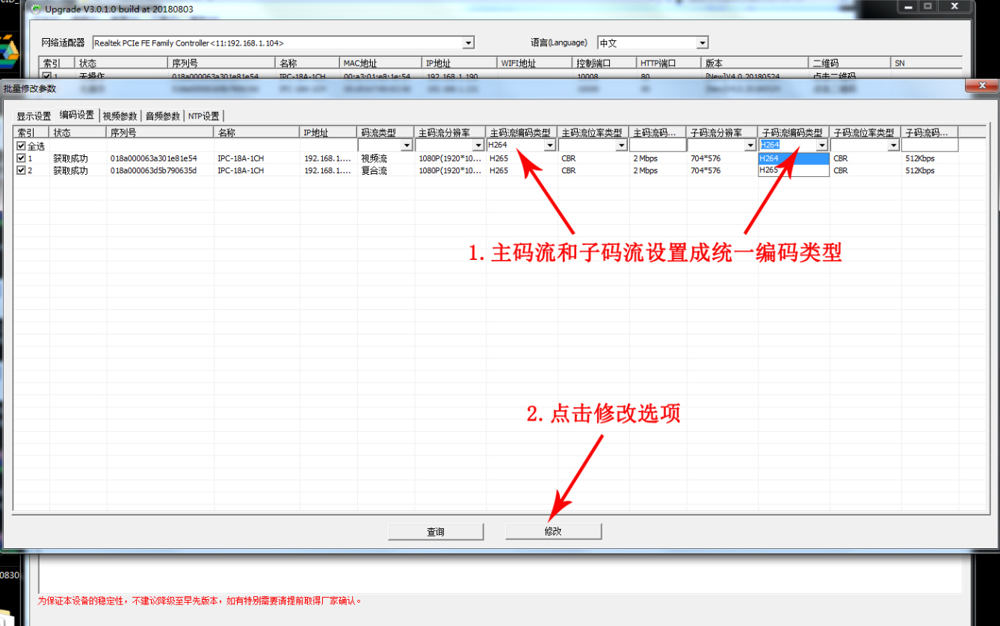 Upgrade V3.0.1.0 build at 20180803
网络适配器 Realtek PCIe FE Family Controller<11:192.168.1.104> 语言(Language) 中文
索引 状态 序列号 名称 MAC地址 IP地址 WIFI地址 控制端口 HTTP端口 版本 二维码 SN
1 无操作 018a000063a301e81e54 IPC-18A-1CH 00:a3:01:e8:1e:54 192.168.1.190 10008 80 [New]V4.0.20180524 点击二维码
批量修改参数
显示设置 编码设置 视频参数 音频参数 NTP设置
索引 状态 序列号 名称 IP地址 码流类型 主码流分辨率 主码流编码类型 主码流位率类型 主码流码... 子码流分辨率 子码流编码类型 子码流位率类型 子码流码...
全选 H264 H264
1 获取成功 018a000063a301e81e54 IPC-18A-1CH 192.168.1.... 视频流 1080P(1920*10... H265 CBR 2 Mbps 704*576 H264 CBR 512Kbps
2 获取成功 018a000063d5b790635d IPC-18A-1CH 192.168.1.... 复合流 1080P(1920*10... H265 CBR 2 Mbps 704*576 H265 CBR 512Kbps
1.主码流和子码流设置成统一编码类型
2.点击修改选项
查询 修改
0830
为保证本设备的稳定性，不建议降级至早先版本，如有特别需要请提前取得厂家确认。